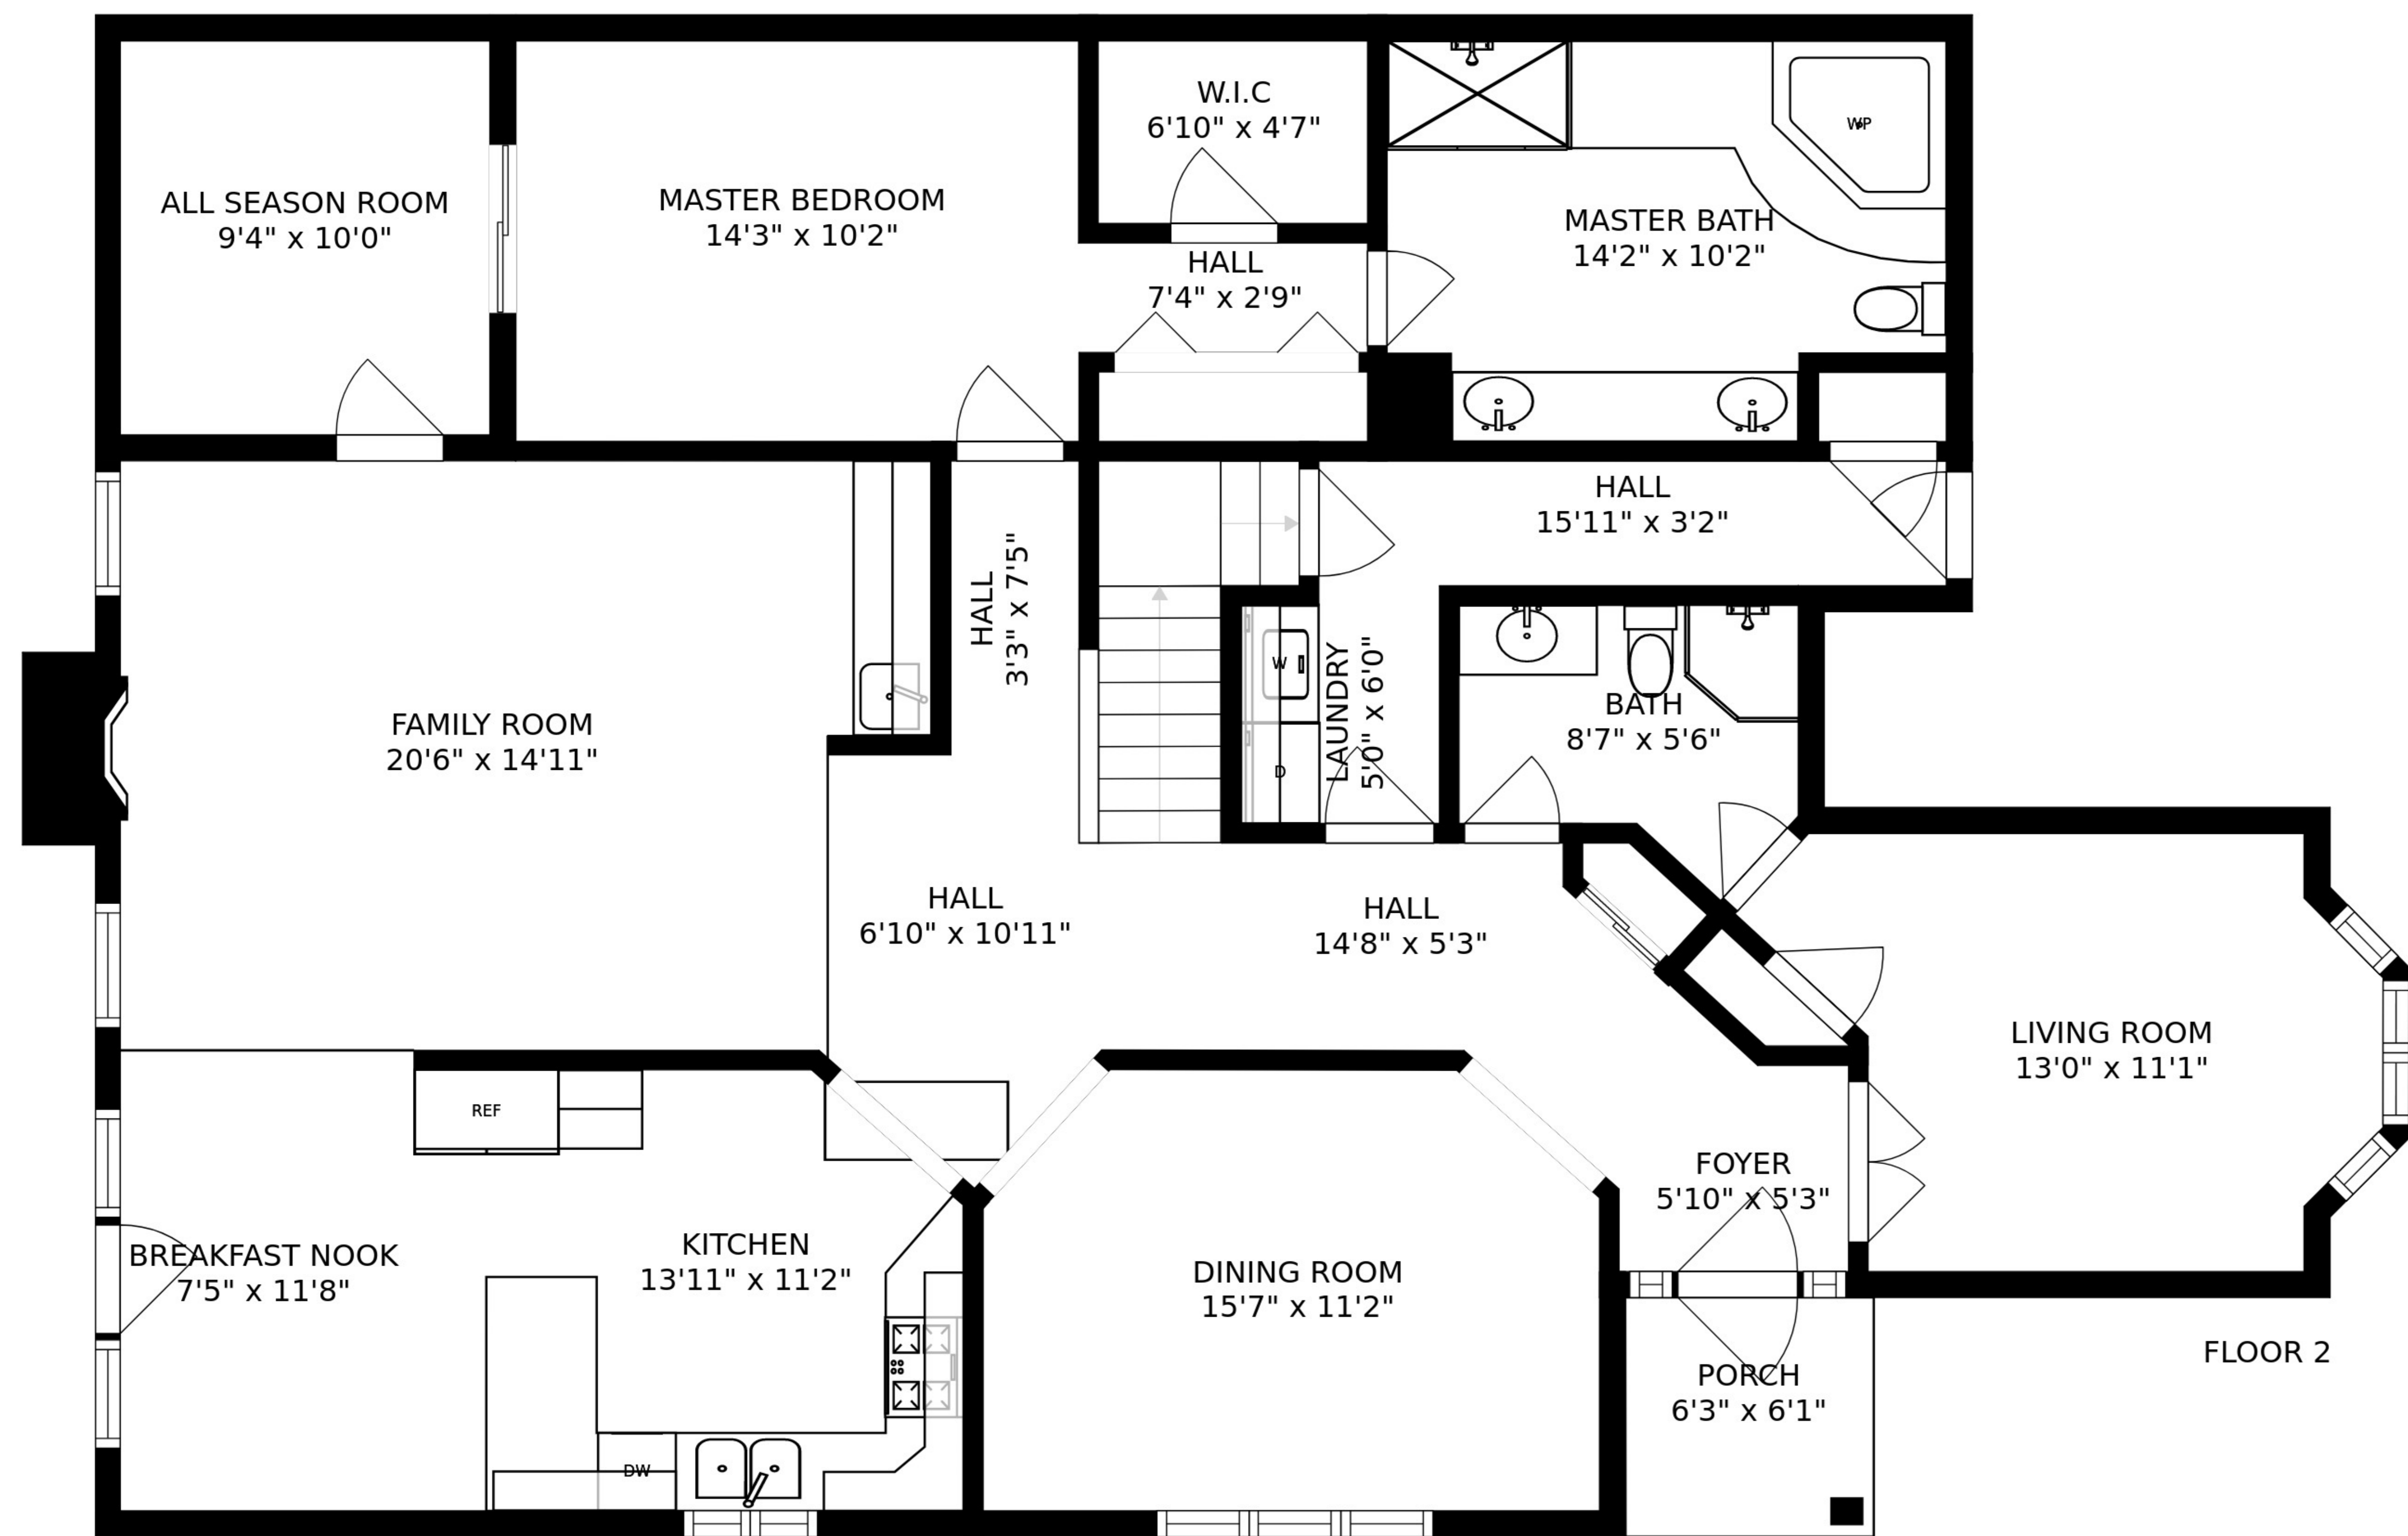 W.I.C
6'10" x 4'7"
WP
ALL SEASON ROOM
9'4" x 10'0"
MASTER BEDROOM
14'3" x 10'2"
MASTER BATH
14'2" x 10'2"
HALL
7'4" x 2'9"
HALL
15'11" x 3'2"
HALL
3'3" x 7'5"
W
D
LAUNDRY
5'0" x 6'0"
BATH
8'7" x 5'6"
FAMILY ROOM
20'6" x 14'11"
HALL
6'10" x 10'11"
HALL
14'8" x 5'3"
LIVING ROOM
13'0" x 11'1"
REF
FOYER
5'10" x 5'3"
BREAKFAST NOOK
7'5" x 11'8"
KITCHEN
13'11" x 11'2"
DINING ROOM
15'7" x 11'2"
FLOOR 2
PORCH
6'3" x 6'1"
DW